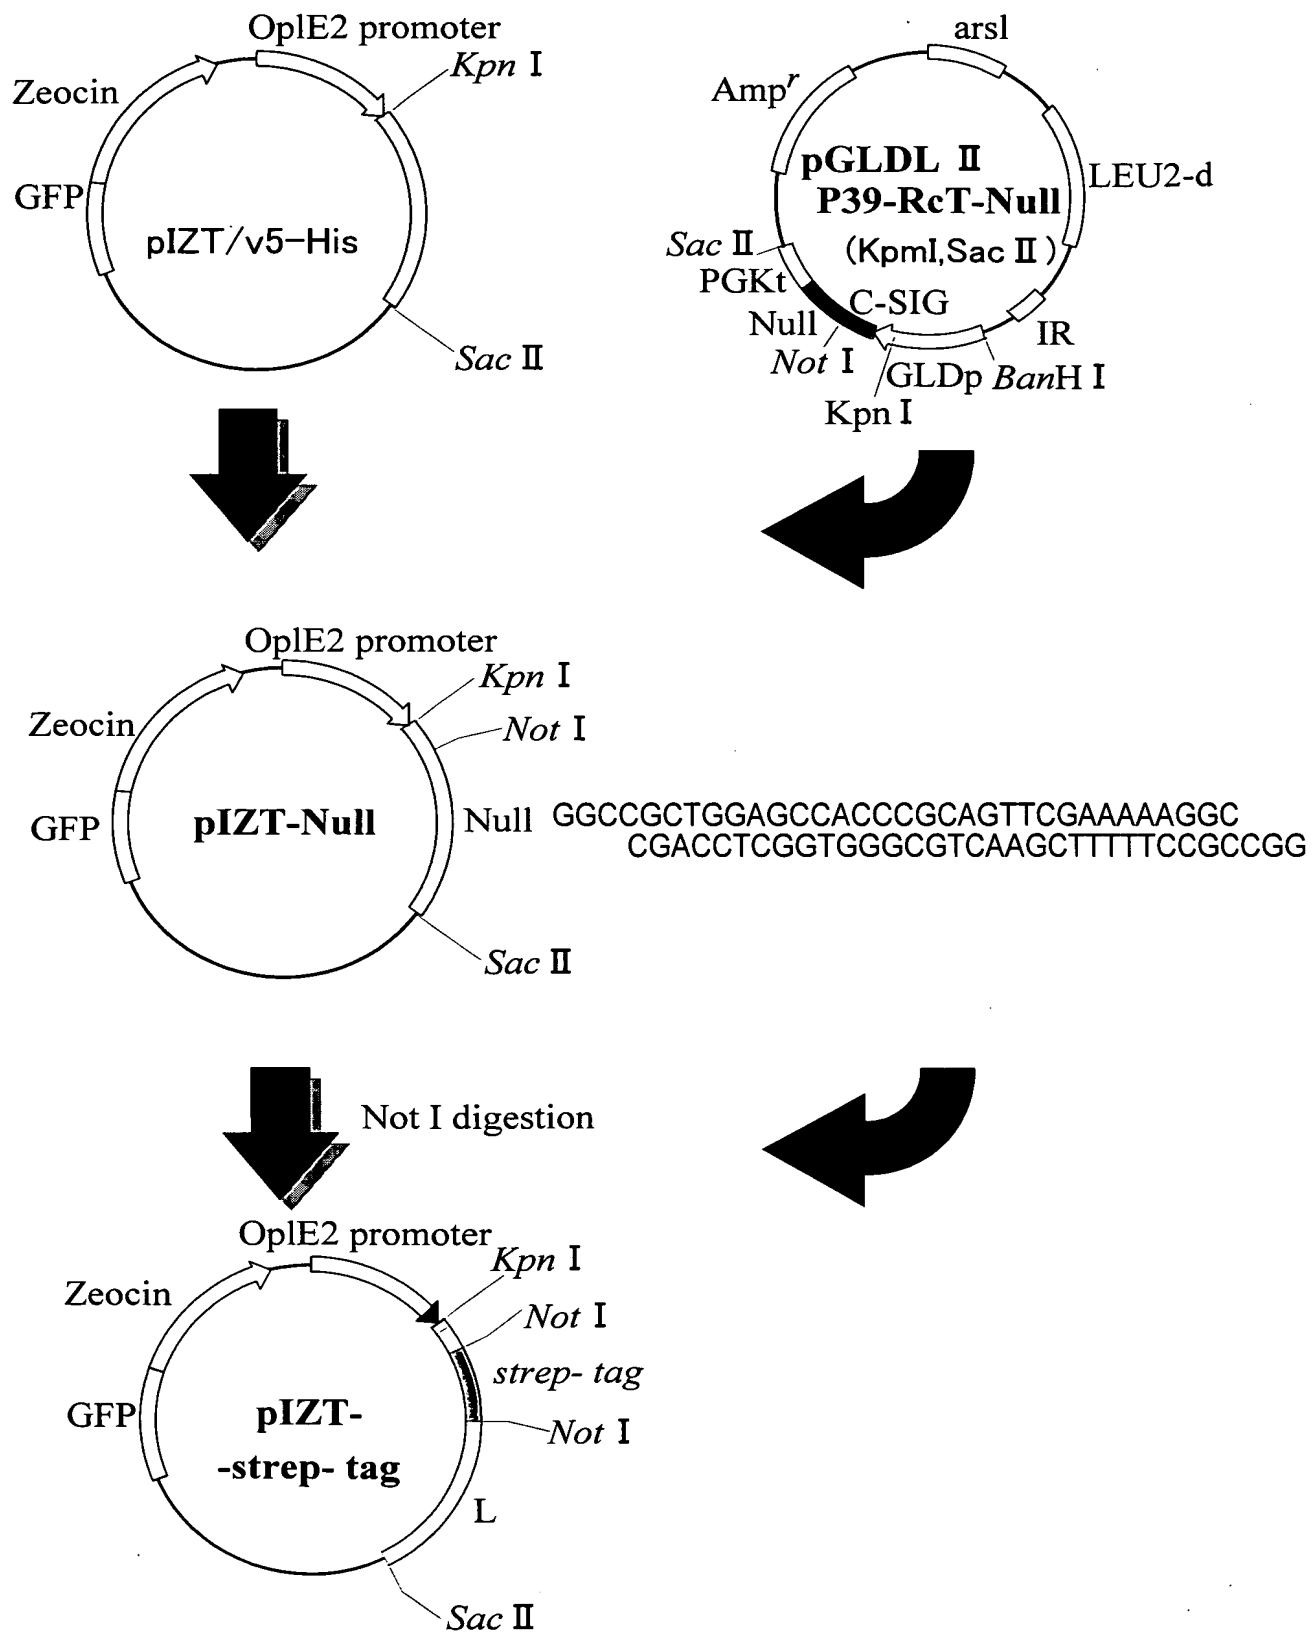 OplE2 promoter
Kpn I
Zeocin
GFP
pIZT/v5-His
Sac II
arsl
Amp^r
pGLDL II
P39-RcT-Null
(KpmI,Sac II)
LEU2-d
Sac II
PGKt
C-SIG
Null
IR
Not I
GLDp
BanH I
Kpn I
OplE2 promoter
Kpn I
Not I
Zeocin
GFP
pIZT-Null
Null
GGCCGCTGGAGCCACCCGCAGTTCGAAAAAGGC
CGACCTCGGTGGGCGTCAAGCTTTTTCCGCCGG
Sac II
Not I digestion
OplE2 promoter
Kpn I
Zeocin
Not I
strep- tag
GFP
pIZT-
-strep- tag
Not I
L
Sac II